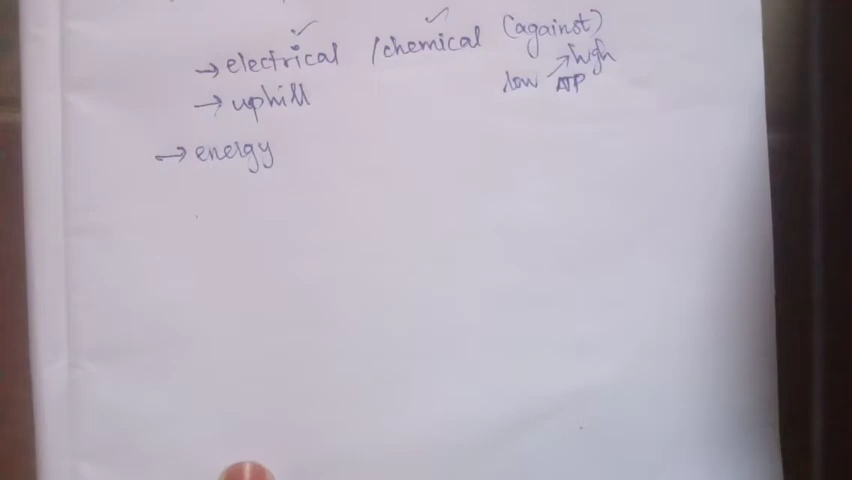 → electrical /chemical (against)
low → high
→ uphill ATP
→ energy